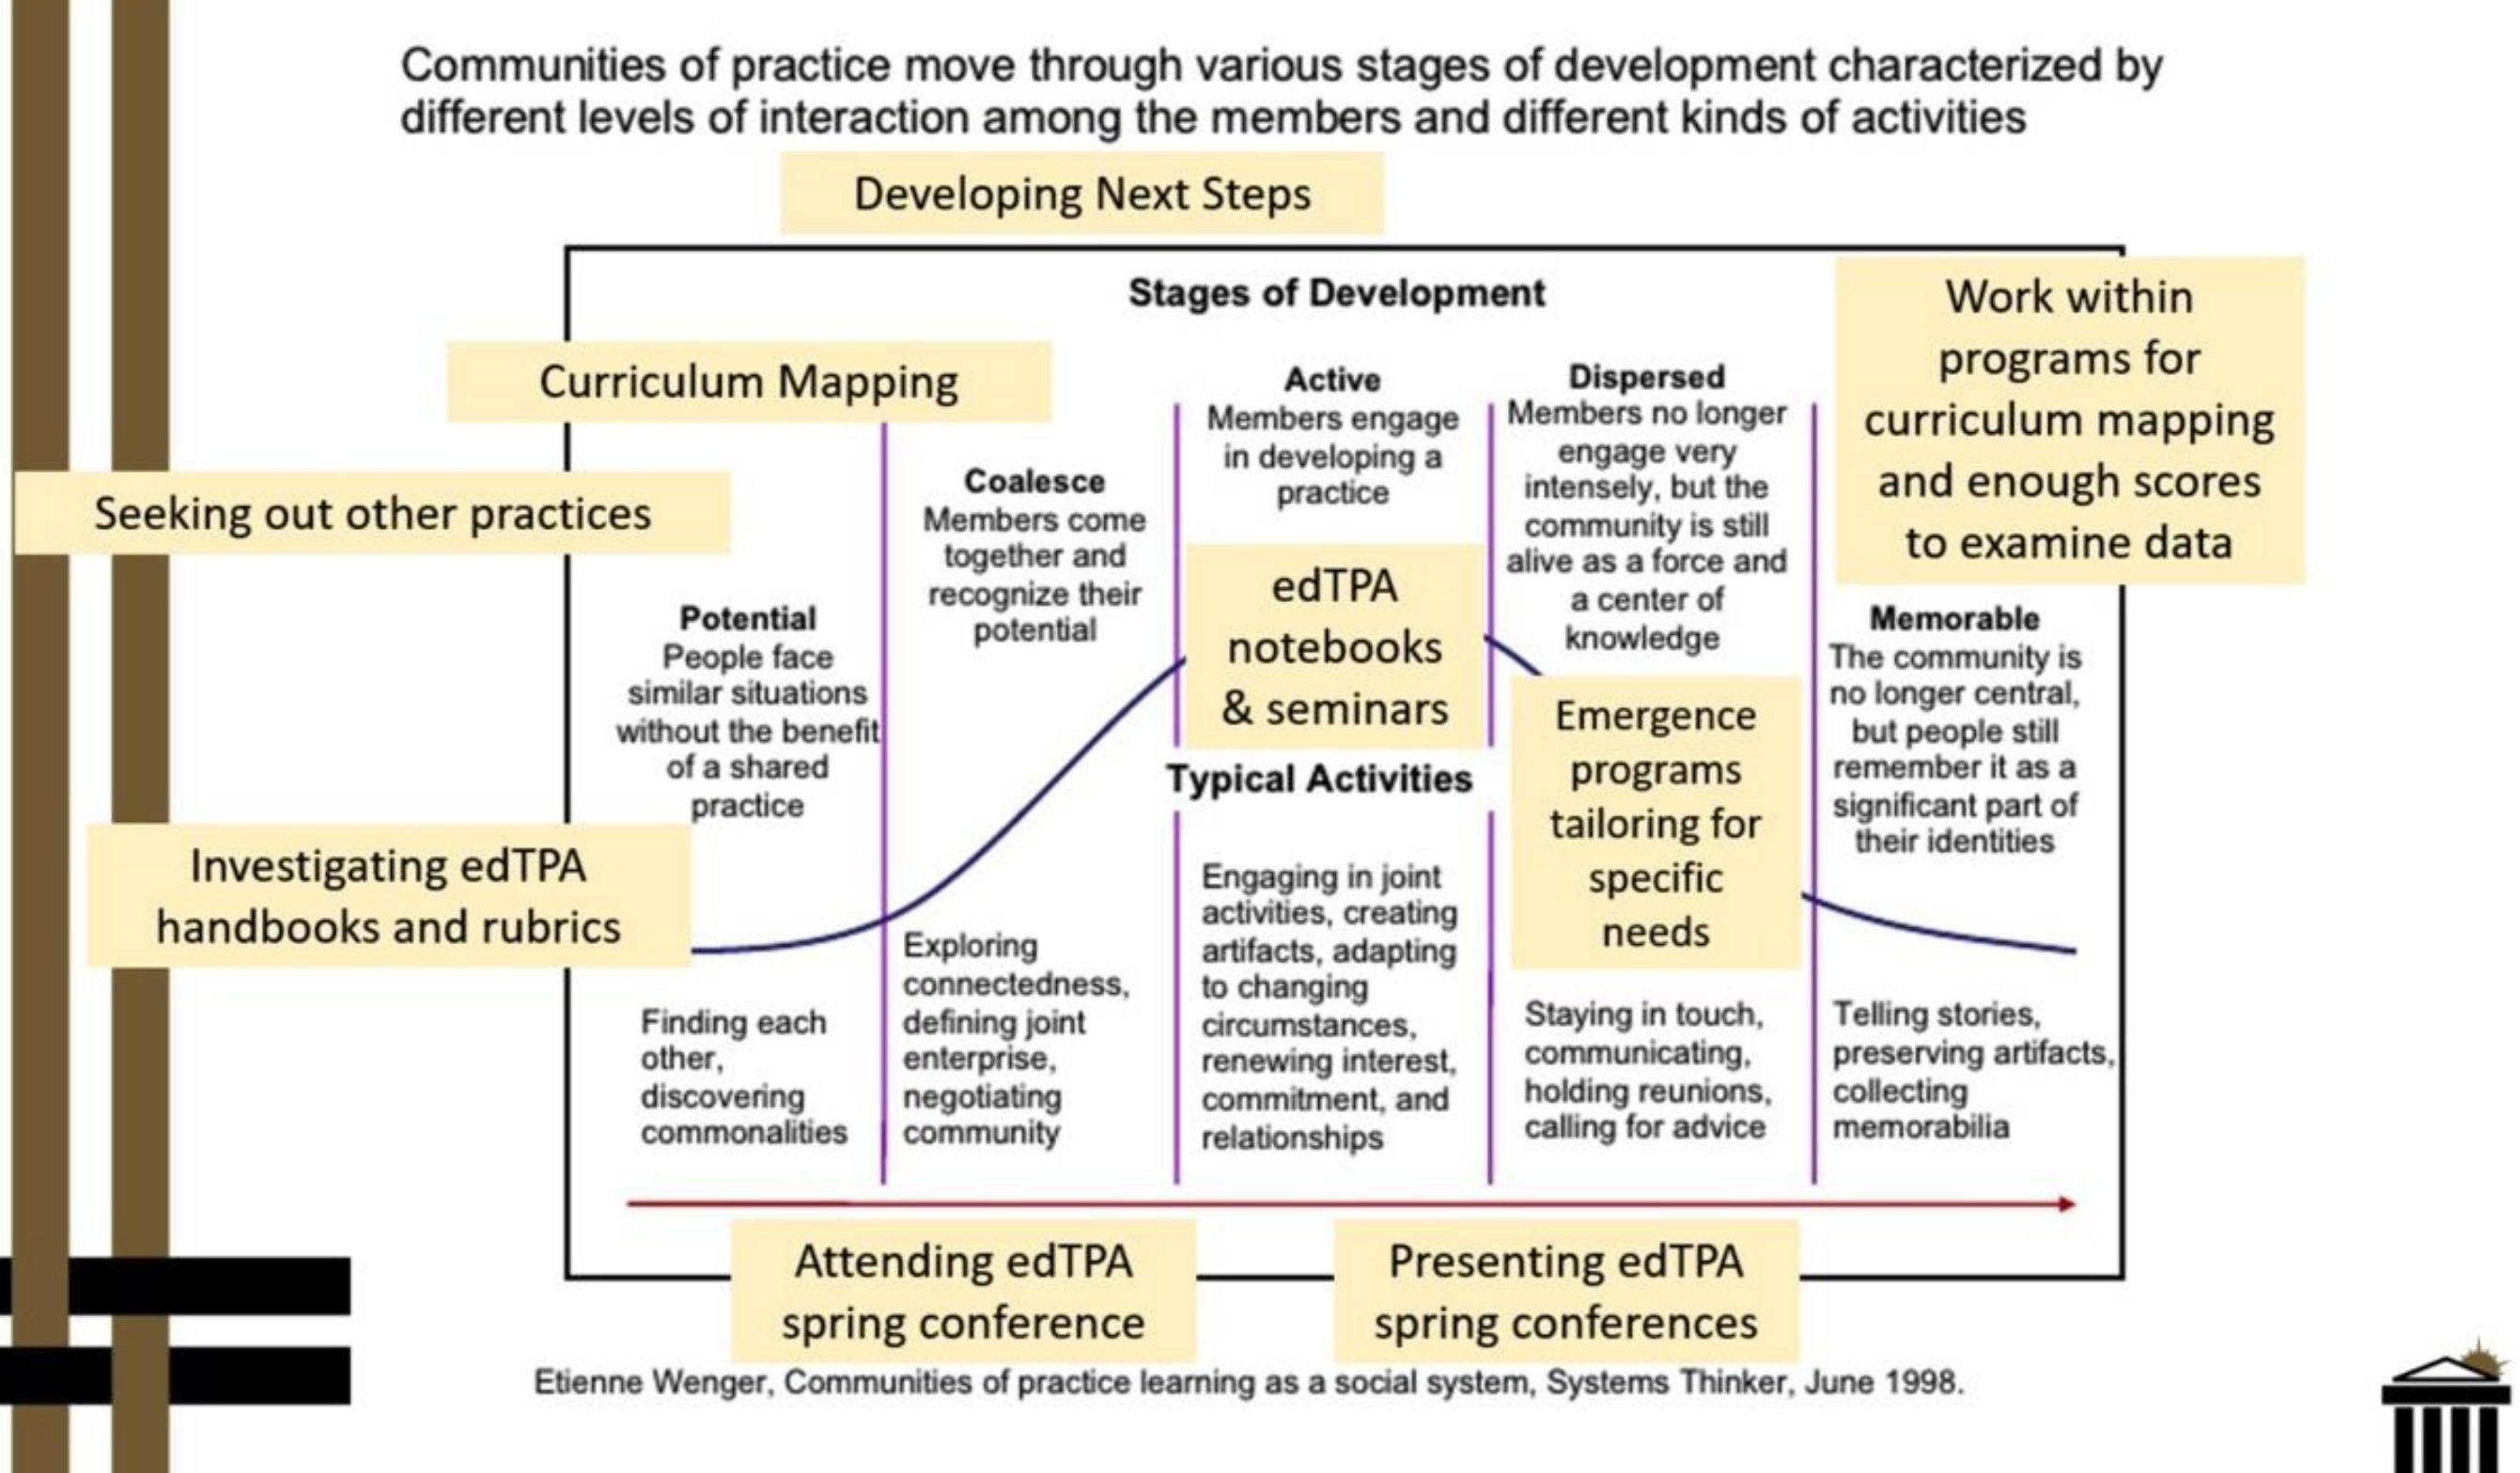 Communities of practice move through various stages of development characterized by
different levels of interaction among the members and different kinds of activities
Developing Next Steps
Stages of Development
Curriculum Mapping
Seeking out other practices
Investigating edTPA
handbooks and rubrics
Potential
People face
similar situations
without the benefit
of a shared
practice
Coalesce
Members come
together and
recognize their
potential
Active
Members engage
in developing a
practice
edTPA
notebooks
& seminars
Dispersed
Members no longer
engage very
intensely, but the
community is still
alive as a force and
a center of
knowledge
Emergence
programs
tailoring for
specific
needs
Work within
programs for
curriculum mapping
and enough scores
to examine data
Memorable
The community is
no longer central,
but people still
remember it as a
significant part of
their identities
Typical Activities
Finding each
other,
discovering
commonalities
Exploring
connectedness,
defining joint
enterprise,
negotiating
community
Engaging in joint
activities, creating
artifacts, adapting
to changing
circumstances,
renewing interest,
commitment, and
relationships
Staying in touch,
communicating,
holding reunions,
calling for advice
Telling stories,
preserving artifacts,
collecting
memorabilia
Attending edTPA
spring conference
Presenting edTPA
spring conferences
Etienne Wenger, Communities of practice learning as a social system, Systems Thinker, June 1998.